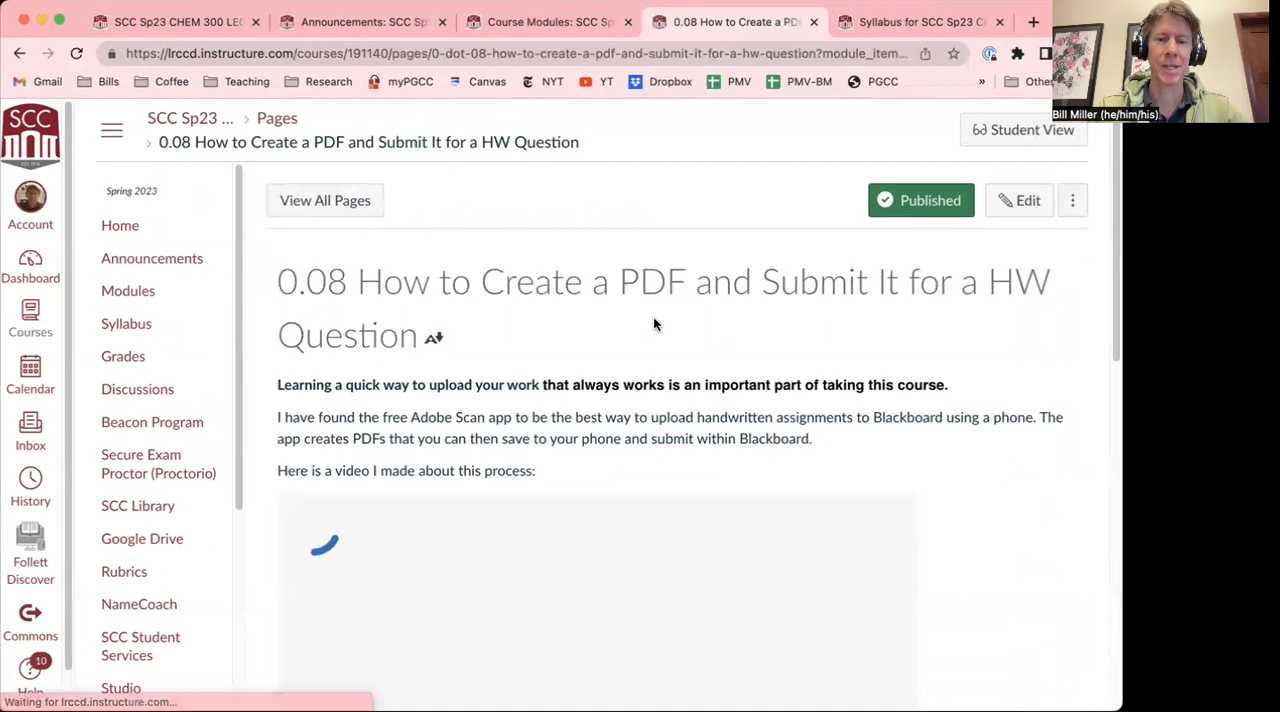 SCC Sp23 CHEM 300 LEC
Announcements: SCC Sp
Course Modules: SCC Sp
0.08 How to Create a PD
Syllabus for SCC Sp23 C
https://lrccd.instructure.com/courses/191140/pages/0-dot-08-how-to-create-a-pdf-and-submit-it-for-a-hw-question?module_item...
Gmail Bills Coffee Teaching Research myPGCC Canvas NYT YT Dropbox PMV PMV-BM PGCC » Other
Bill Miller (he/him/his)
SCC
Account
Dashboard
Courses
Calendar
Inbox
History
Follett
Discover
Commons
10
Help
SCC Sp23 ... › Pages
› 0.08 How to Create a PDF and Submit It for a HW Question
Student View
Spring 2023
Home
Announcements
Modules
Syllabus
Grades
Discussions
Beacon Program
Secure Exam
Proctor (Proctorio)
SCC Library
Google Drive
Rubrics
NameCoach
SCC Student
Services
Studio
View All Pages
Published
Edit
0.08 How to Create a PDF and Submit It for a HW
Question
Learning a quick way to upload your work that always works is an important part of taking this course.
I have found the free Adobe Scan app to be the best way to upload handwritten assignments to Blackboard using a phone. The
app creates PDFs that you can then save to your phone and submit within Blackboard.
Here is a video I made about this process:
Waiting for lrccd.instructure.com...